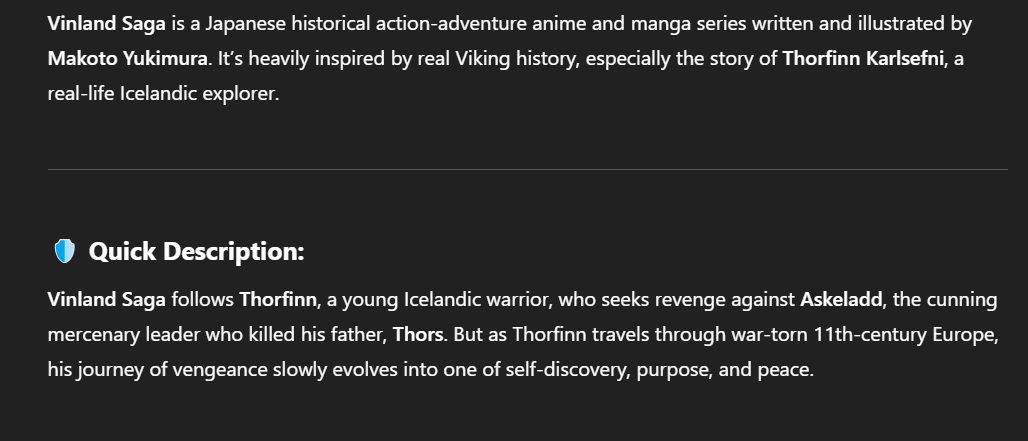 Vinland Saga is a Japanese historical action-adventure anime and manga series written and illustrated by
Makoto Yukimura. It’s heavily inspired by real Viking history, especially the story of Thorfinn Karlsefni, a
real-life Icelandic explorer.
Quick Description:
Vinland Saga follows Thorfinn, a young Icelandic warrior, who seeks revenge against Askeladd, the cunning
mercenary leader who killed his father, Thors. But as Thorfinn travels through war-torn 11th-century Europe,
his journey of vengeance slowly evolves into one of self-discovery, purpose, and peace.